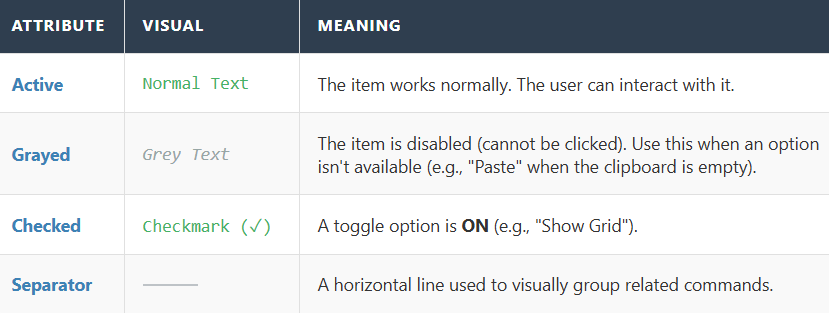 ATTRIBUTE VISUAL MEANING
Active Normal Text The item works normally. The user can interact with it.
Grayed Grey Text The item is disabled (cannot be clicked). Use this when an option
isn't available (e.g., "Paste" when the clipboard is empty).
Checked Checkmark (✓) A toggle option is ON (e.g., "Show Grid").
Separator A horizontal line used to visually group related commands.